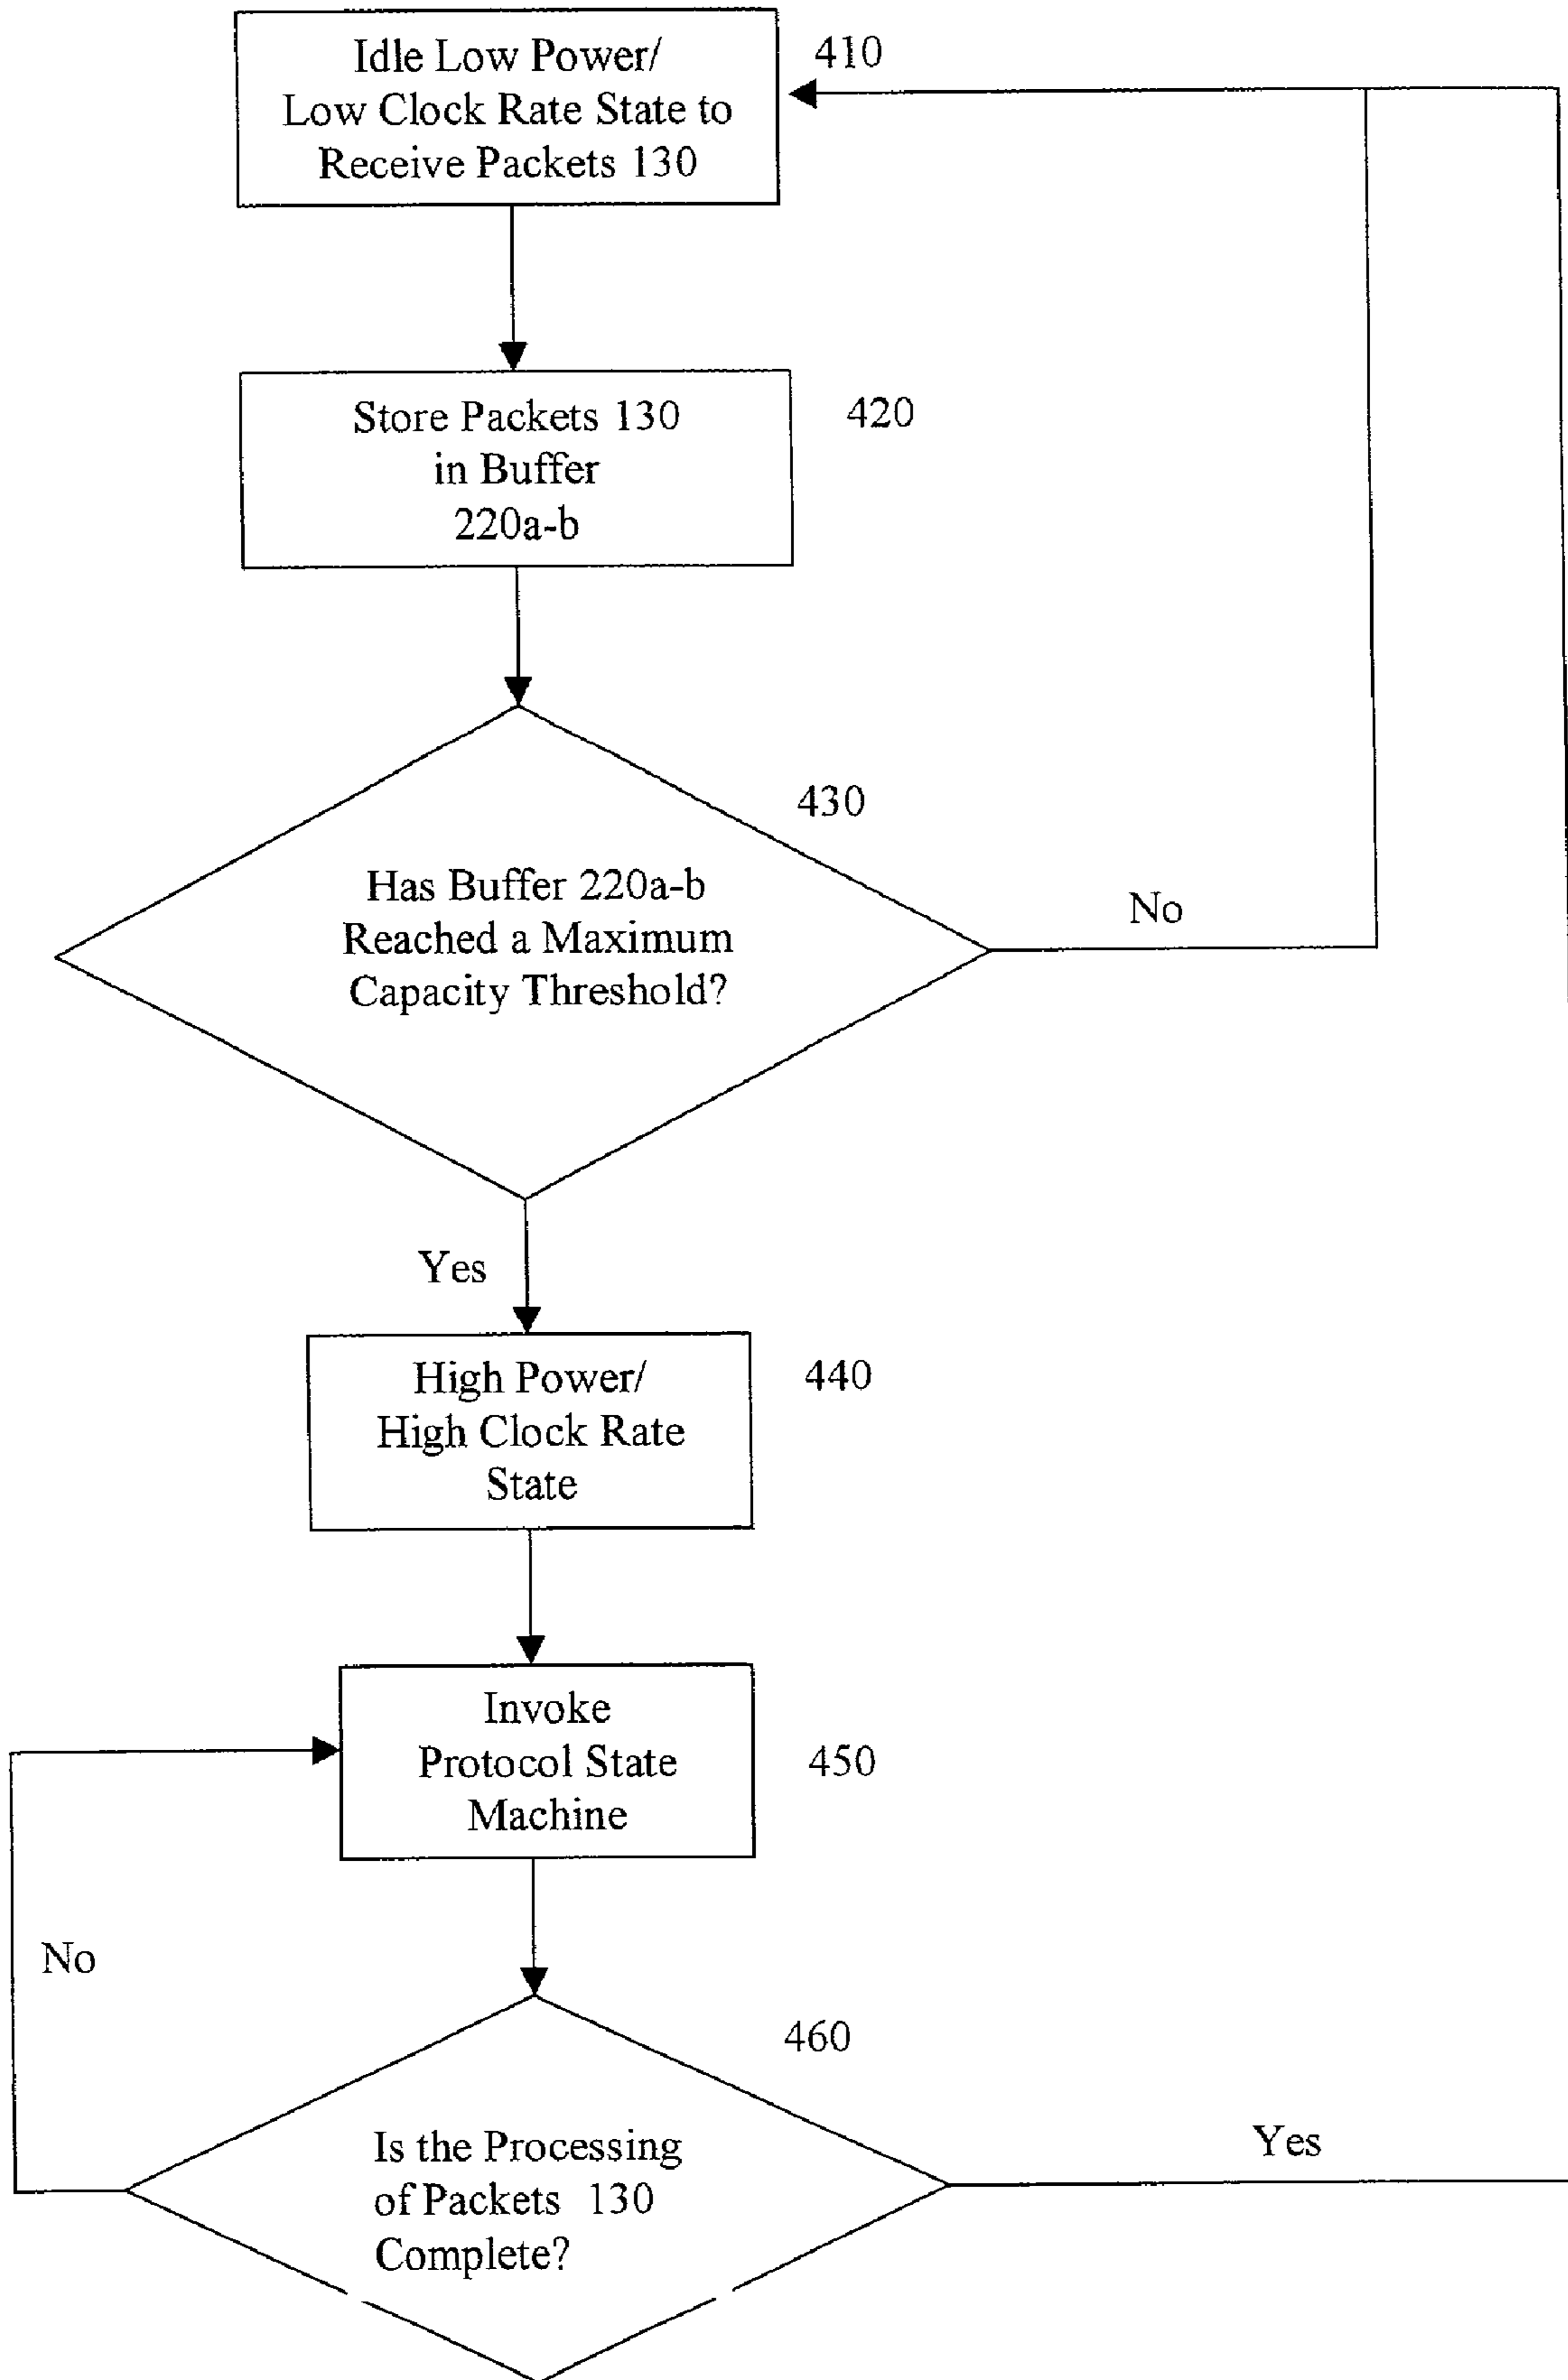 Idle Low Power/
Low Clock Rate State to
Receive Packets 130
410
Store Packets 130
in Buffer
220a-b
420
430
Has Buffer 220a-b
Reached a Maximum
Capacity Threshold?
No
Yes
High Power/
High Clock Rate
State
440
Invoke
Protocol State
Machine
450
No
460
Is the Processing
of Packets 130
Complete?
Yes